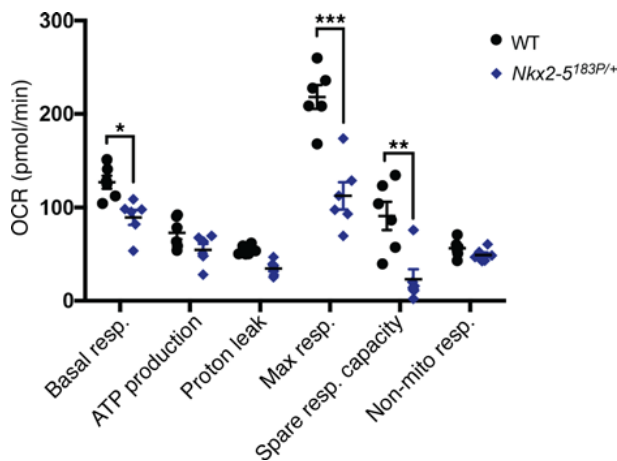 300
200
100
0
OCR (pmol/min)
*
***
**
WT
Nkx2-5183P/+
Basal resp.
ATP production
Proton leak
Max resp.
Spare resp. capacity
Non-mito resp.